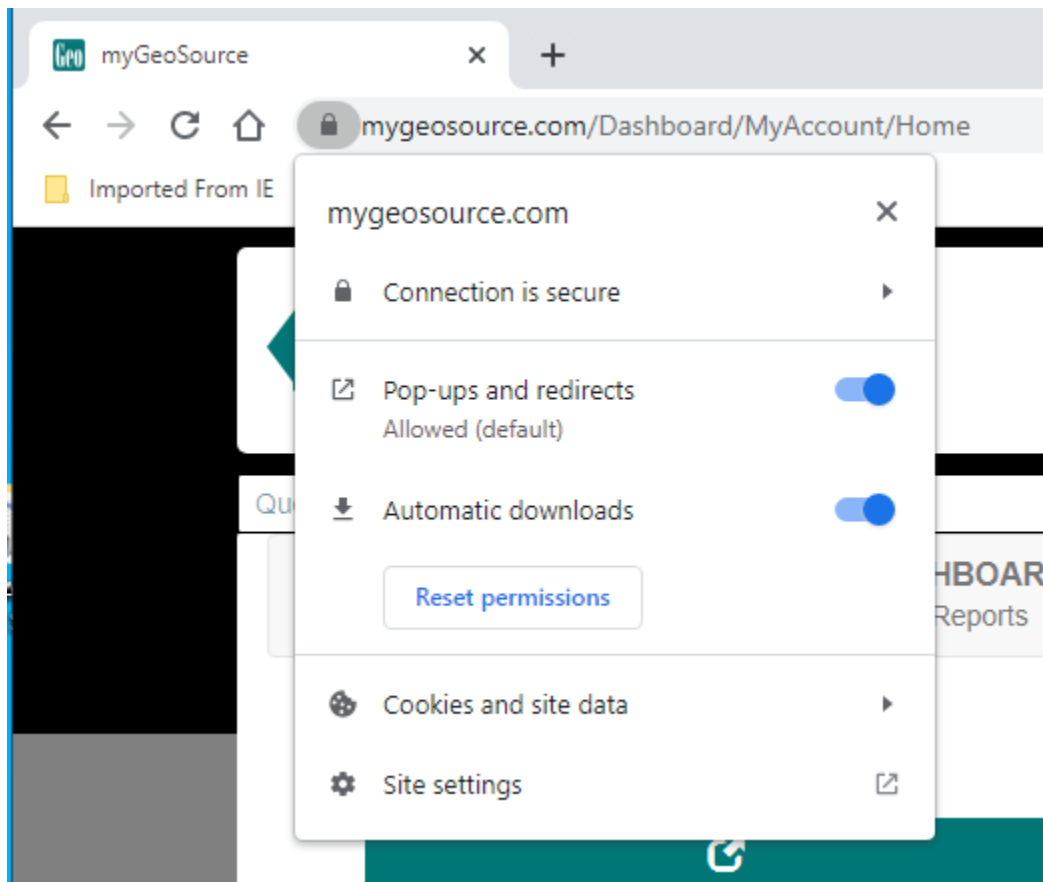 Geo myGeoSource
mygeosource.com/Dashboard/MyAccount/Home
Imported From IE
mygeosource.com
Connection is secure
Pop-ups and redirects
Allowed (default)
Automatic downloads
Reset permissions
Cookies and site data
Site settings
Qu
HBOAR
Reports